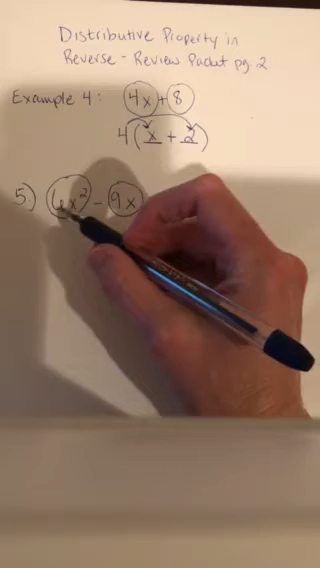 Distributive Property in
Reverse - Review Packet pg. 2
Example 4: 4x + 8
4(x + 2)
5.) 6x² - 9x